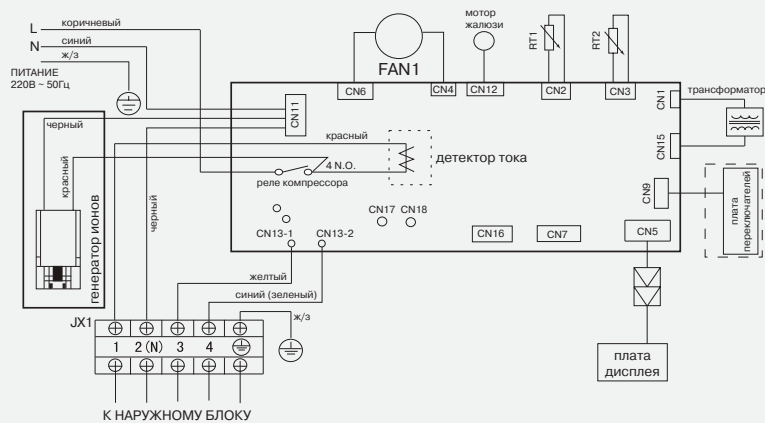 L
коричневый
N
синий
ж/з
ПИТАНИЕ
220В ~ 50Гц
мотор
жалюзи
FAN1
RT1
RT2
CN6
CN4
CN12
CN2
CN3
CN1
трансформатор
CN11
черный
красный
детектор тока
CN15
красный
4 N.O.
реле компрессора
CN9
плата
переключателей
генератор ионов
черный
CN17
CN18
CN13-1
CN13-2
CN16
CN7
CN5
желтый
синий (зеленый)
ж/з
JX1
1
2(N)
3
4
плата
дисплея
К НАРУЖНОМУ БЛОКУ